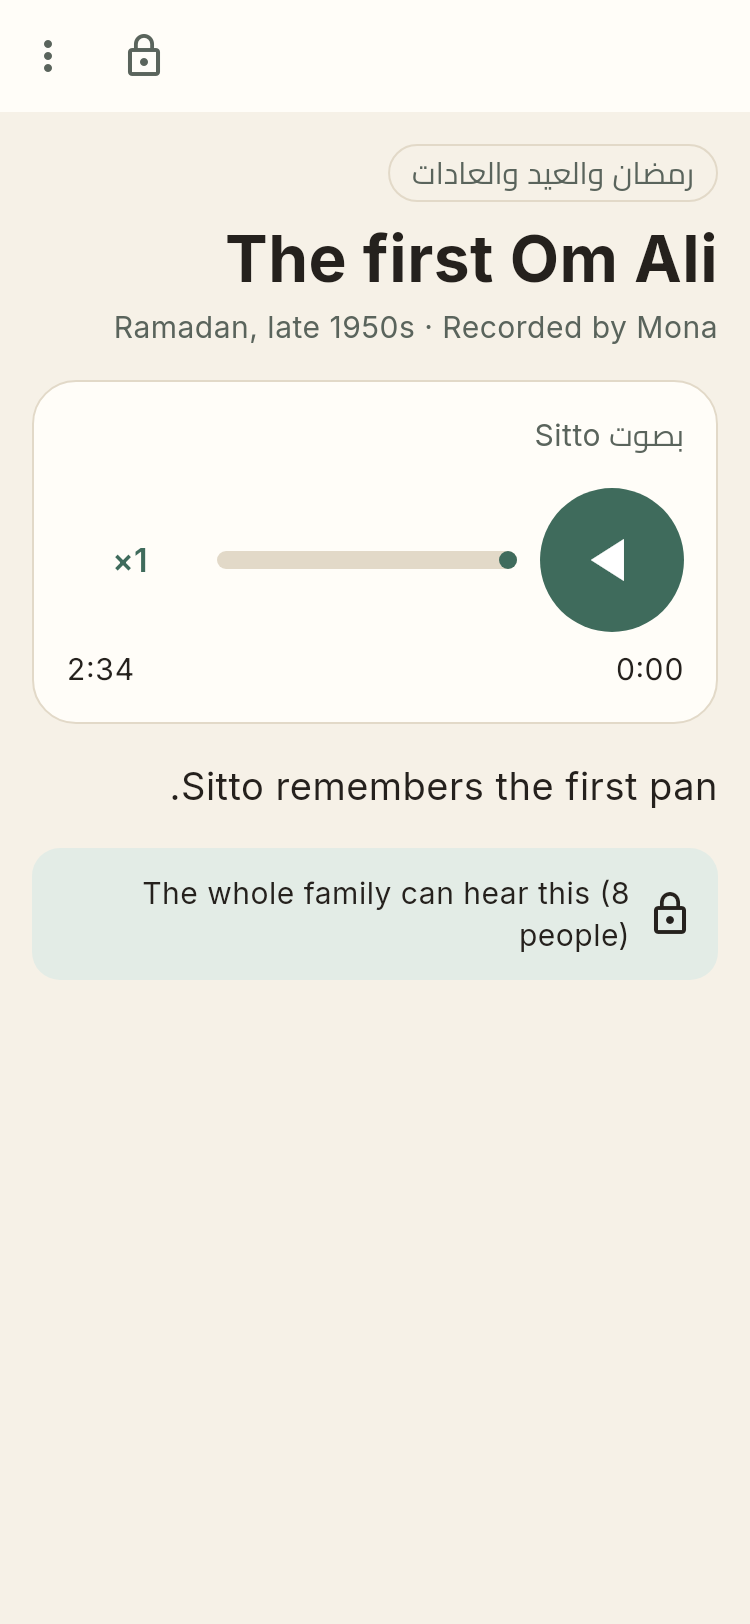 رمضان والعيد والعادات
The first Om Ali
Ramadan, late 1950s · Recorded by Mona
بصوت Sitto
×1
0:00
2:34
.Sitto remembers the first pan
The whole family can hear this (8
people)